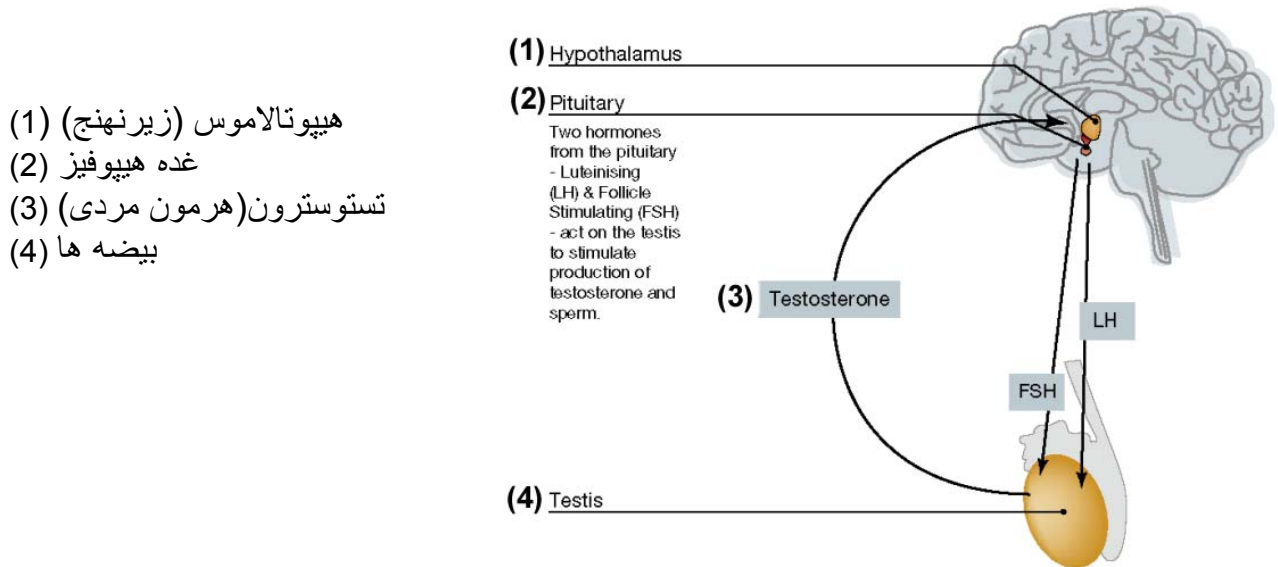 هیپوتالاموس (زیرنهنج) (1)
غده هیپوفیز (2)
تستوسترون(هرمون مردی) (3)
بیضه ها (4)
(1) Hypothalamus
(2) Pituitary
Two hormones
from the pituitary
- Luteinising
(LH) & Follicle
Stimulating (FSH)
- act on the testis
to stimulate
production of
testosterone and
sperm.
(3) Testosterone
LH
FSH
(4) Testis